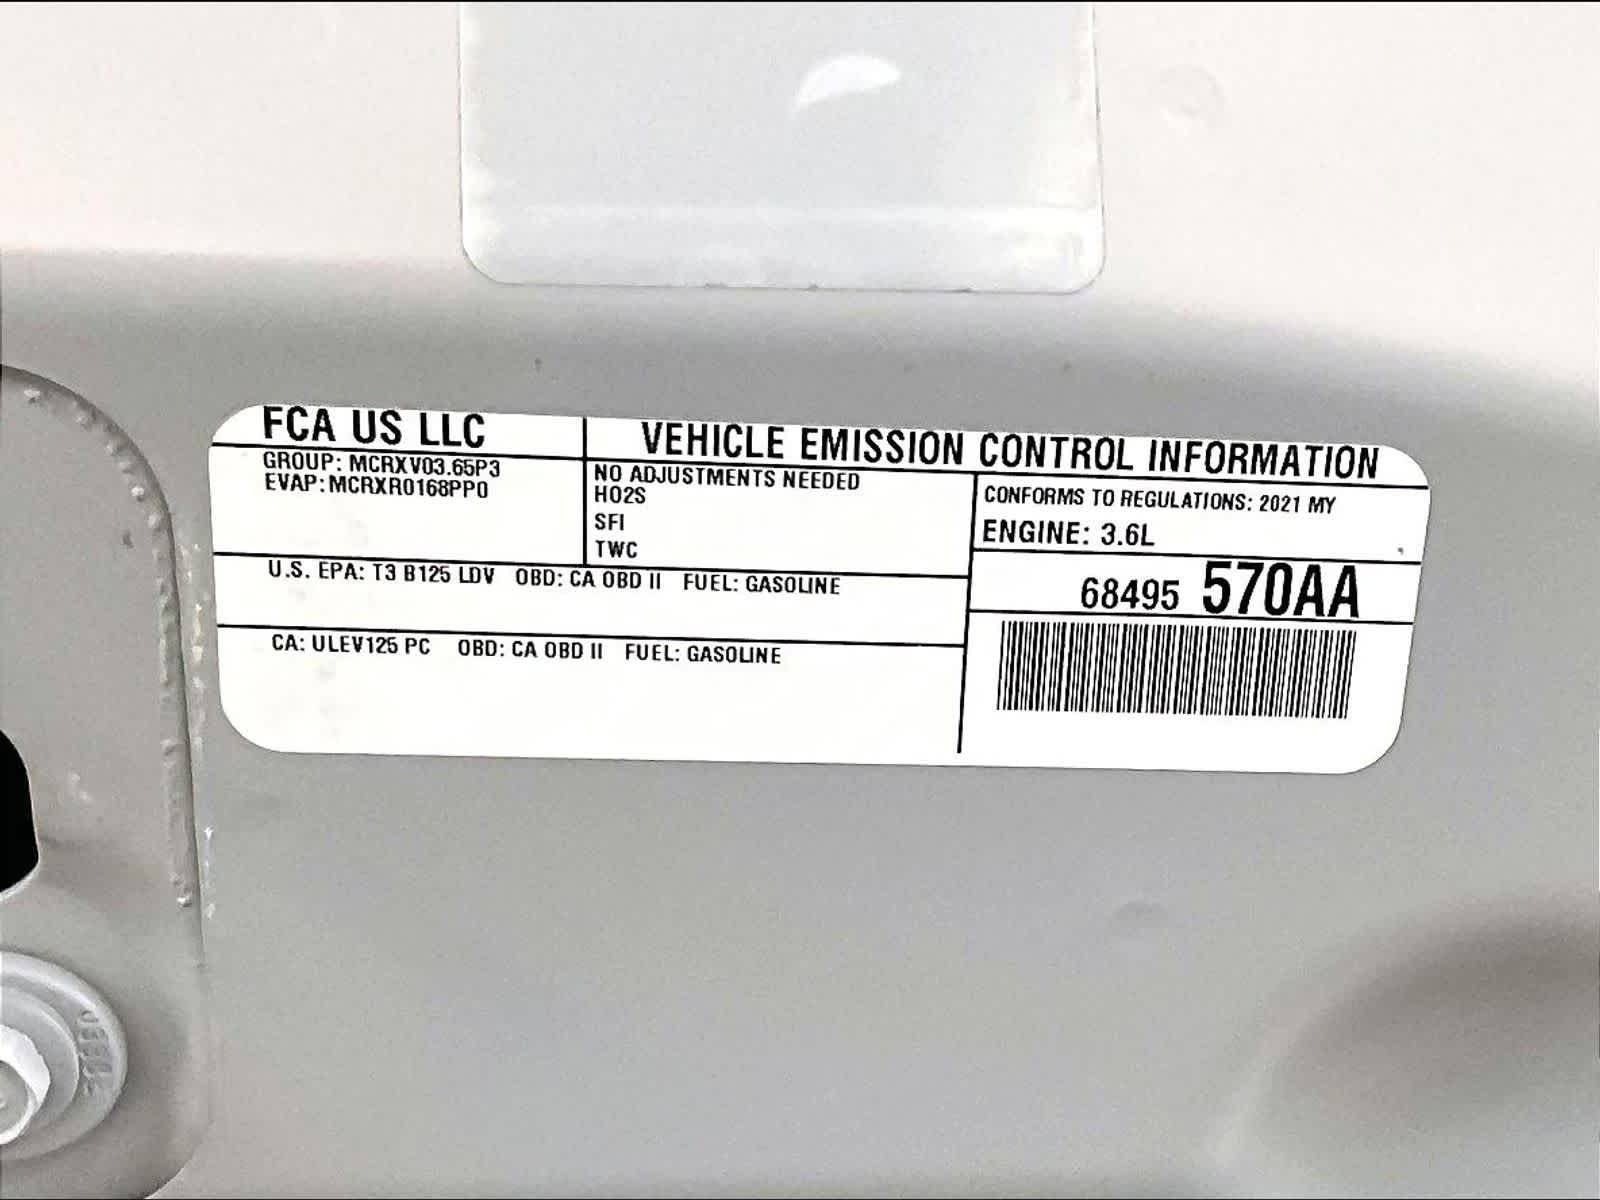 FCA US LLC
VEHICLE EMISSION CONTROL INFORMATION
GROUP: MCRXV03.65P3
EVAP: MCRXR0168PP0
NO ADJUSTMENTS NEEDED
HO2S
SFI
TWC
CONFORMS TO REGULATIONS: 2021 MY
ENGINE: 3.6L
68495 570AA
U.S. EPA: T3 B125 LDV OBD: CA OBD II FUEL: GASOLINE
CA: ULEV125 PC OBD: CA OBD II FUEL: GASOLINE